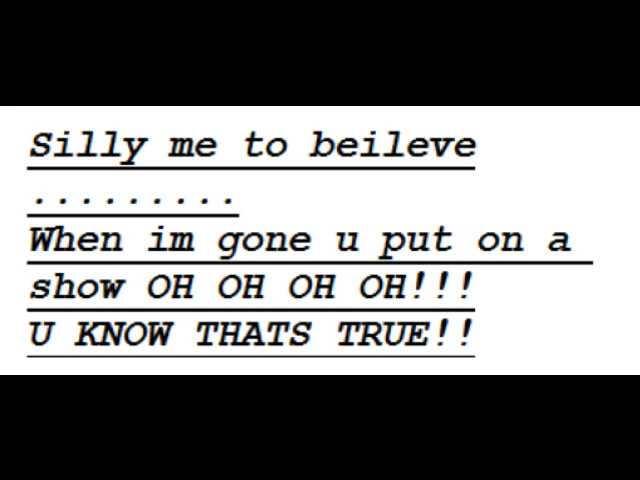 Silly me to beileve
.........
When im gone u put on a
show OH OH OH OH!!!
U KNOW THATS TRUE!!